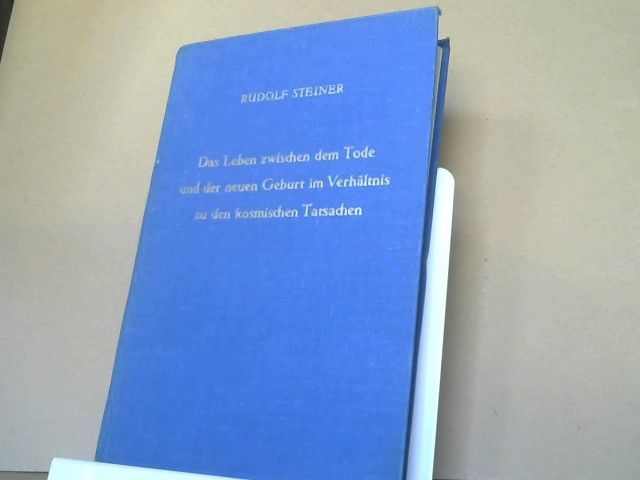 RUDOLF STEINER
Das Leben zwischen dem Tode
und der neuen Geburt im Verhältnis
zu den kosmischen Tatsachen